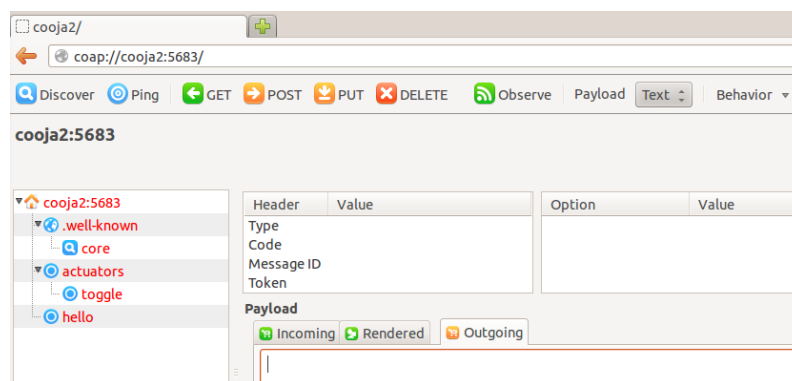 cooja2/
coap://cooja2:5683/
Discover Ping GET POST PUT DELETE Observe Payload Text Behavior
cooja2:5683
cooja2:5683
.well-known
core
actuators
toggle
hello
Header Value
Type
Code
Message ID
Token
Option Value
Payload
Incoming Rendered Outgoing